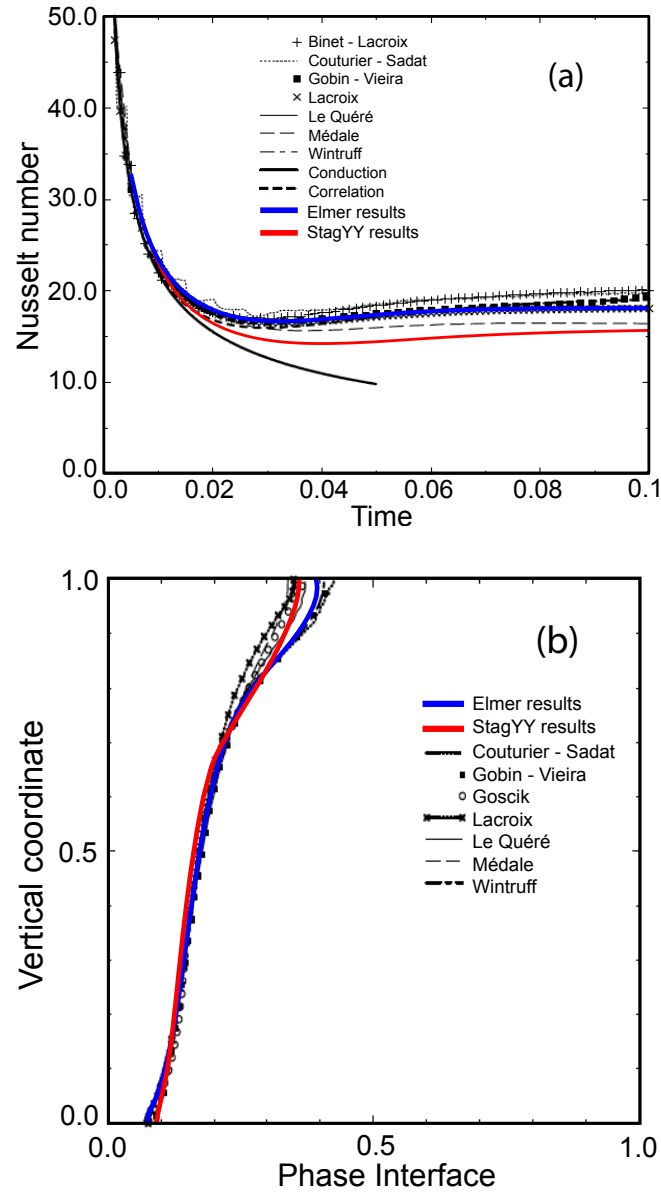 50.0
40.0
30.0
20.0
10.0
0.0
Nusselt number
(a)
Binet - Lacroix
Couturier - Sadat
Gobin - Vieira
Lacroix
Le Quéré
Médale
Wintruff
Conduction
Correlation
Elmer results
StagYY results
0.0
0.02
0.04
0.06
0.08
0.1
Time
1.0
0.5
0.0
Vertical coordinate
(b)
Elmer results
StagYY results
Couturier - Sadat
Gobin - Vieira
Goscik
Lacroix
Le Quéré
Médale
Wintruff
0.0
0.5
1.0
Phase Interface